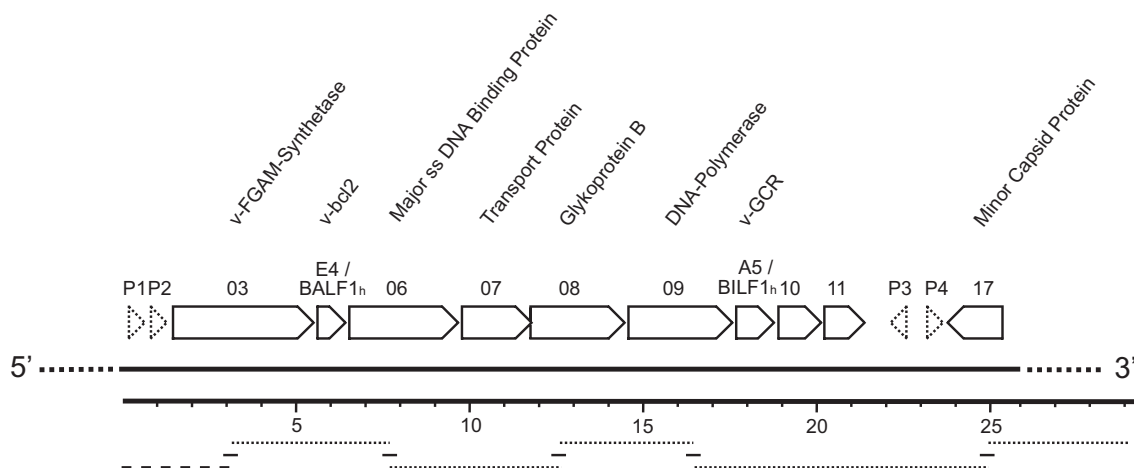 v-FGAM-Synthetase
v-bcl2
Major ss DNA Binding Protein
Transport Protein
Glykoprotein B
DNA-Polymerase
v-GCR
Minor Capsid Protein
E4 /
A5 /
P1 P2 03 BALF1h 06 07 08 09 BILF1h 10 11 P3 P4 17
5' 3'
5 10 15 20 25